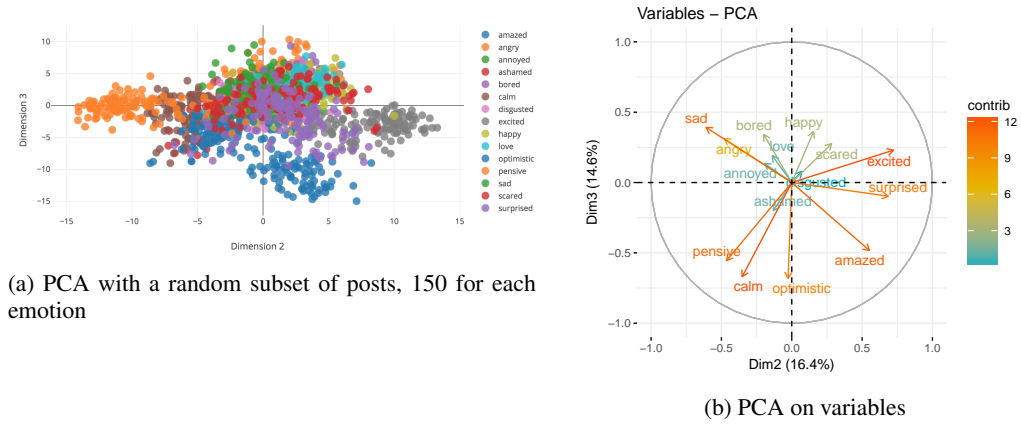 10
5
0
−5
−10
−15
−15
−10
−5
0
5
10
15
Dimension 3
Dimension 2
amazed
angry
annoyed
ashamed
bored
calm
disgusted
excited
happy
love
optimistic
pensive
sad
scared
surprised
(a) PCA with a random subset of posts, 150 for each
emotion
Variables − PCA
1.0
0.5
0.0
−0.5
−1.0
−1.0
−0.5
0.0
0.5
1.0
Dim3 (14.6%)
Dim2 (16.4%)
sad
bored
happy
angry
love
scared
excited
annoyed
disgusted
surprised
ashamed
pensive
amazed
calm
optimistic
contrib
12
9
6
3
(b) PCA on variables